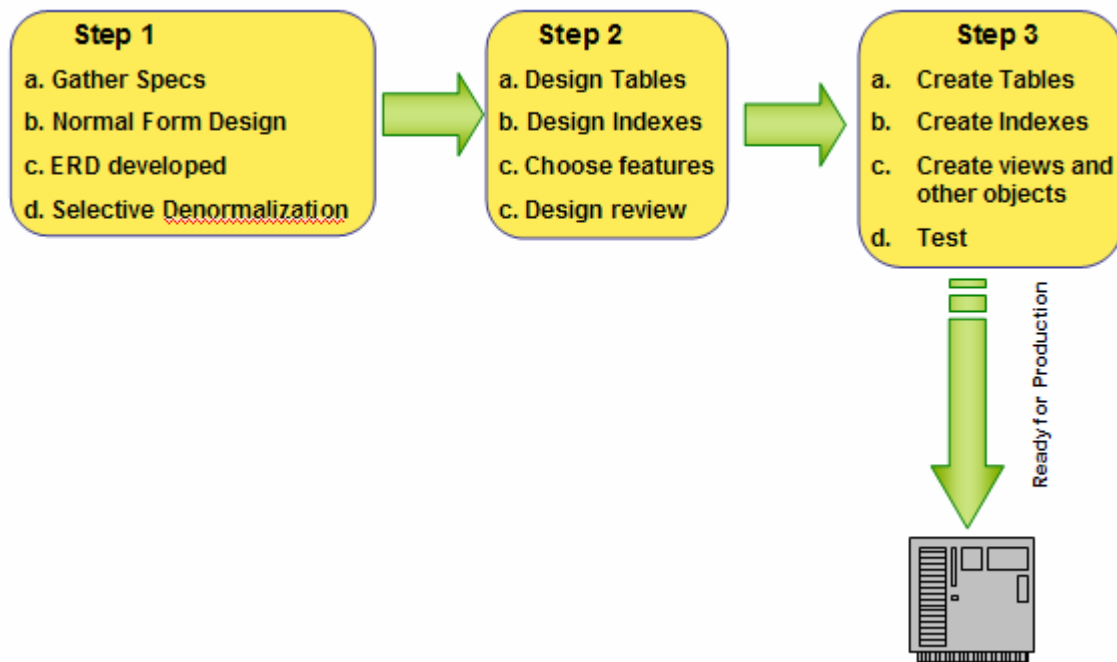 Step 1
a. Gather Specs
b. Normal Form Design
c. ERD developed
d. Selective Denormalization
Step 2
a. Design Tables
b. Design Indexes
c. Choose features
c. Design review
Step 3
a. Create Tables
b. Create Indexes
c. Create views and
other objects
d. Test
Ready for Production